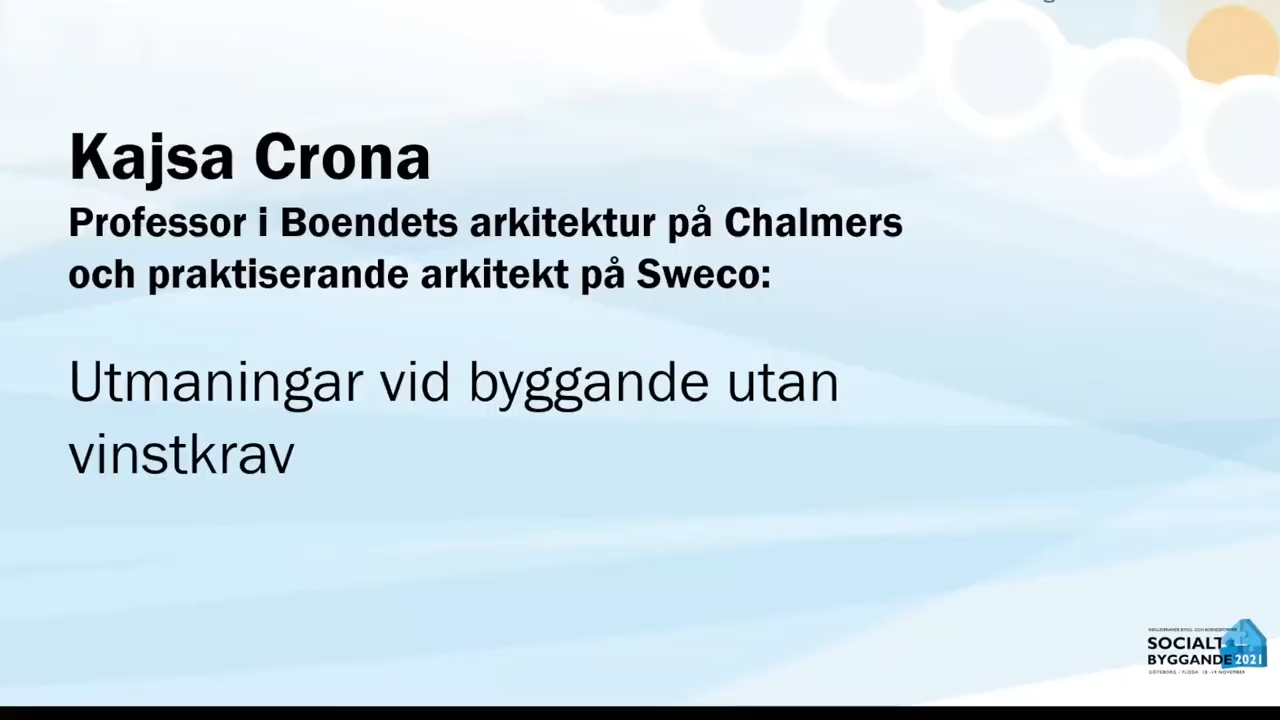 Kajsa Crona
Professor i Boendets arkitektur på Chalmers
och praktiserande arkitekt på Sweco:
Utmaningar vid byggande utan
vinstkrav
SOCIALT
BYGGANDE 2021